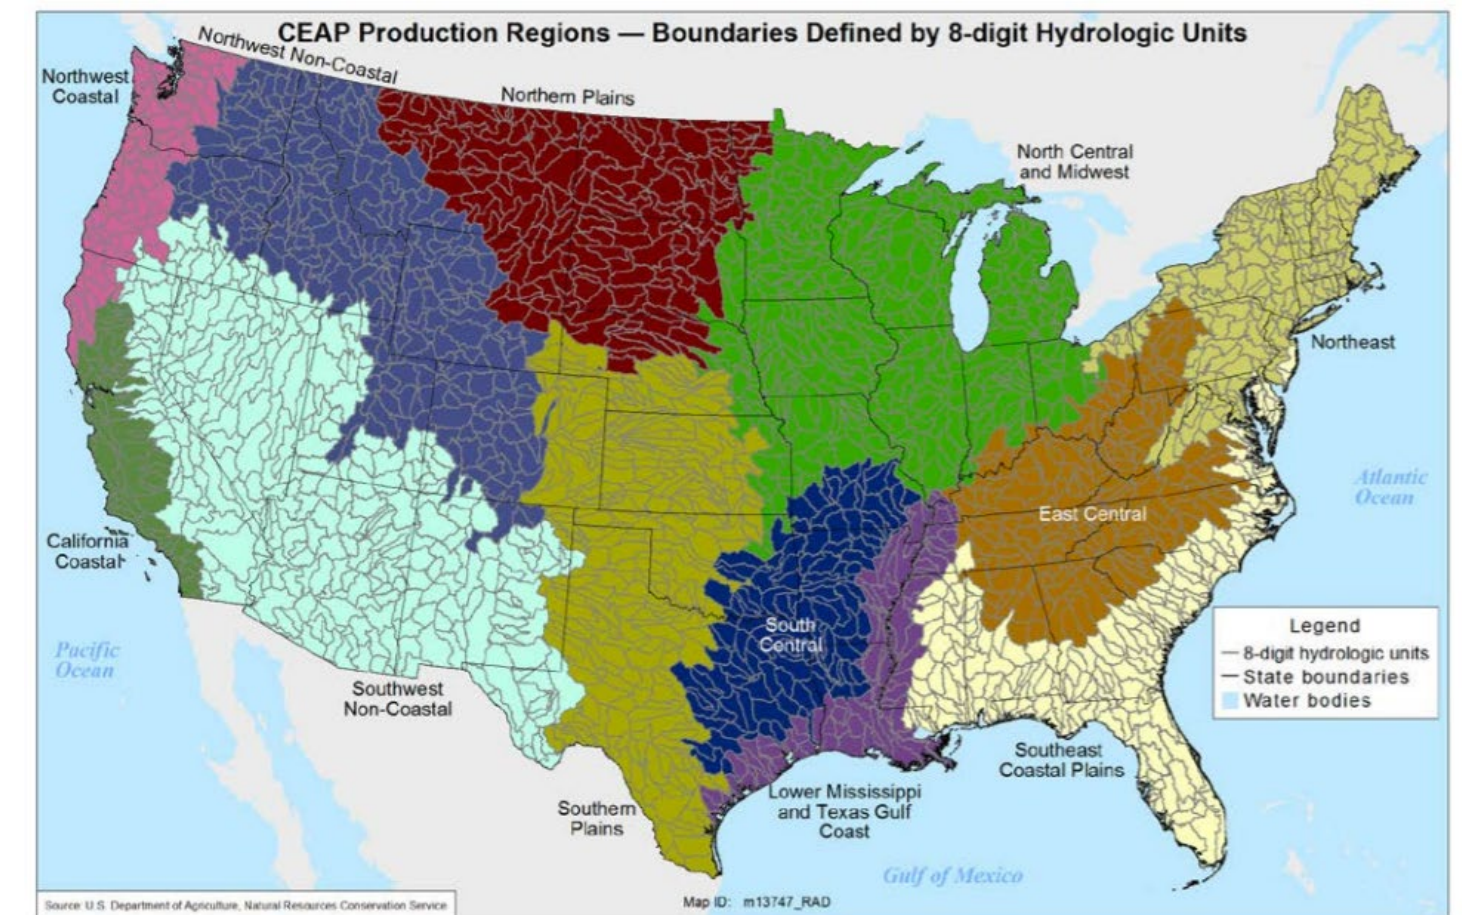 CEAP Production Regions — Boundaries Defined by 8-digit Hydrologic Units
Northwest Non-Coastal
Northwest
Coastal
Northern Plains
North Central
and Midwest
Northeast
East Central
Atlantic
Ocean
California
Coastal
South
Central
Pacific
Ocean
Southwest
Non-Coastal
Southeast
Coastal Plains
Southern
Plains
Lower Mississippi
and Texas Gulf
Coast
Gulf of Mexico
Legend
8-digit hydrologic units
State boundaries
Water bodies
Source: U.S. Department of Agriculture, Natural Resources Conservation Service
Map ID: m13747_RAD